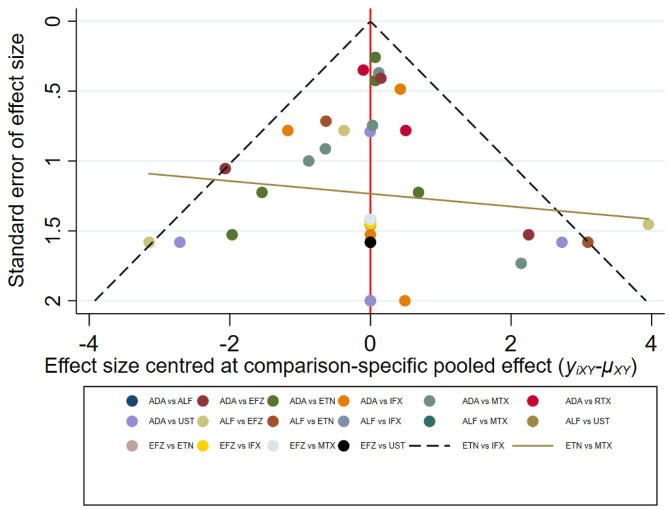 0
.5
1
1.5
2
Standard error of effect size
-4 -2 0 2 4
Effect size centred at comparison-specific pooled effect (yiXY-μXY)
ADA vs ALF ADA vs EFZ ADA vs ETN ADA vs IFX ADA vs MTX ADA vs RTX
ADA vs UST ALF vs EFZ ALF vs ETN ALF vs IFX ALF vs MTX ALF vs UST
EFZ vs ETN EFZ vs IFX EFZ vs MTX EFZ vs UST ETN vs IFX ETN vs MTX